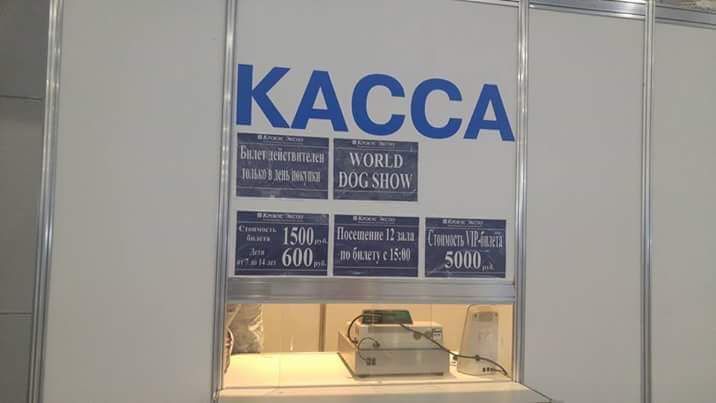 КАССА
Крокус Экспо
Билет действителен
только в день покупки
Крокус Экспо
WORLD
DOG SHOW
Крокус Экспо
Стоимость билета 1500 руб.
Дети от 7 до 14 лет 600 руб.
Крокус Экспо
Посещение 12 зала
по билету с 15:00
Крокус Экспо
Стоимость VIP-билета
5000 руб.